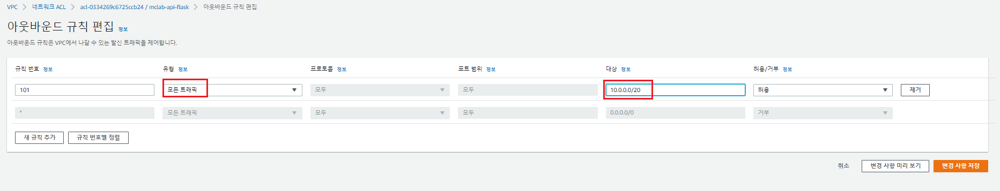 VPC > 네트워크 ACL > acl-0334269c6725ccb24 / mclab-api-flask > 아웃바운드 규칙 편집
아웃바운드 규칙 편집 정보
아웃바운드 규칙은 VPC에서 나갈 수 있는 발신 트래픽을 제어합니다.
규칙 번호 정보 유형 정보 프로토콜 정보 포트 범위 정보 대상 정보 허용/거부 정보
101 모든 트래픽 모두 모두 10.0.0.0/20 허용 제거
* 모든 트래픽 모두 모두 0.0.0.0/0 거부
새 규칙 추가 규칙 번호별 정렬
취소 변경 사항 미리 보기 변경 사항 저장